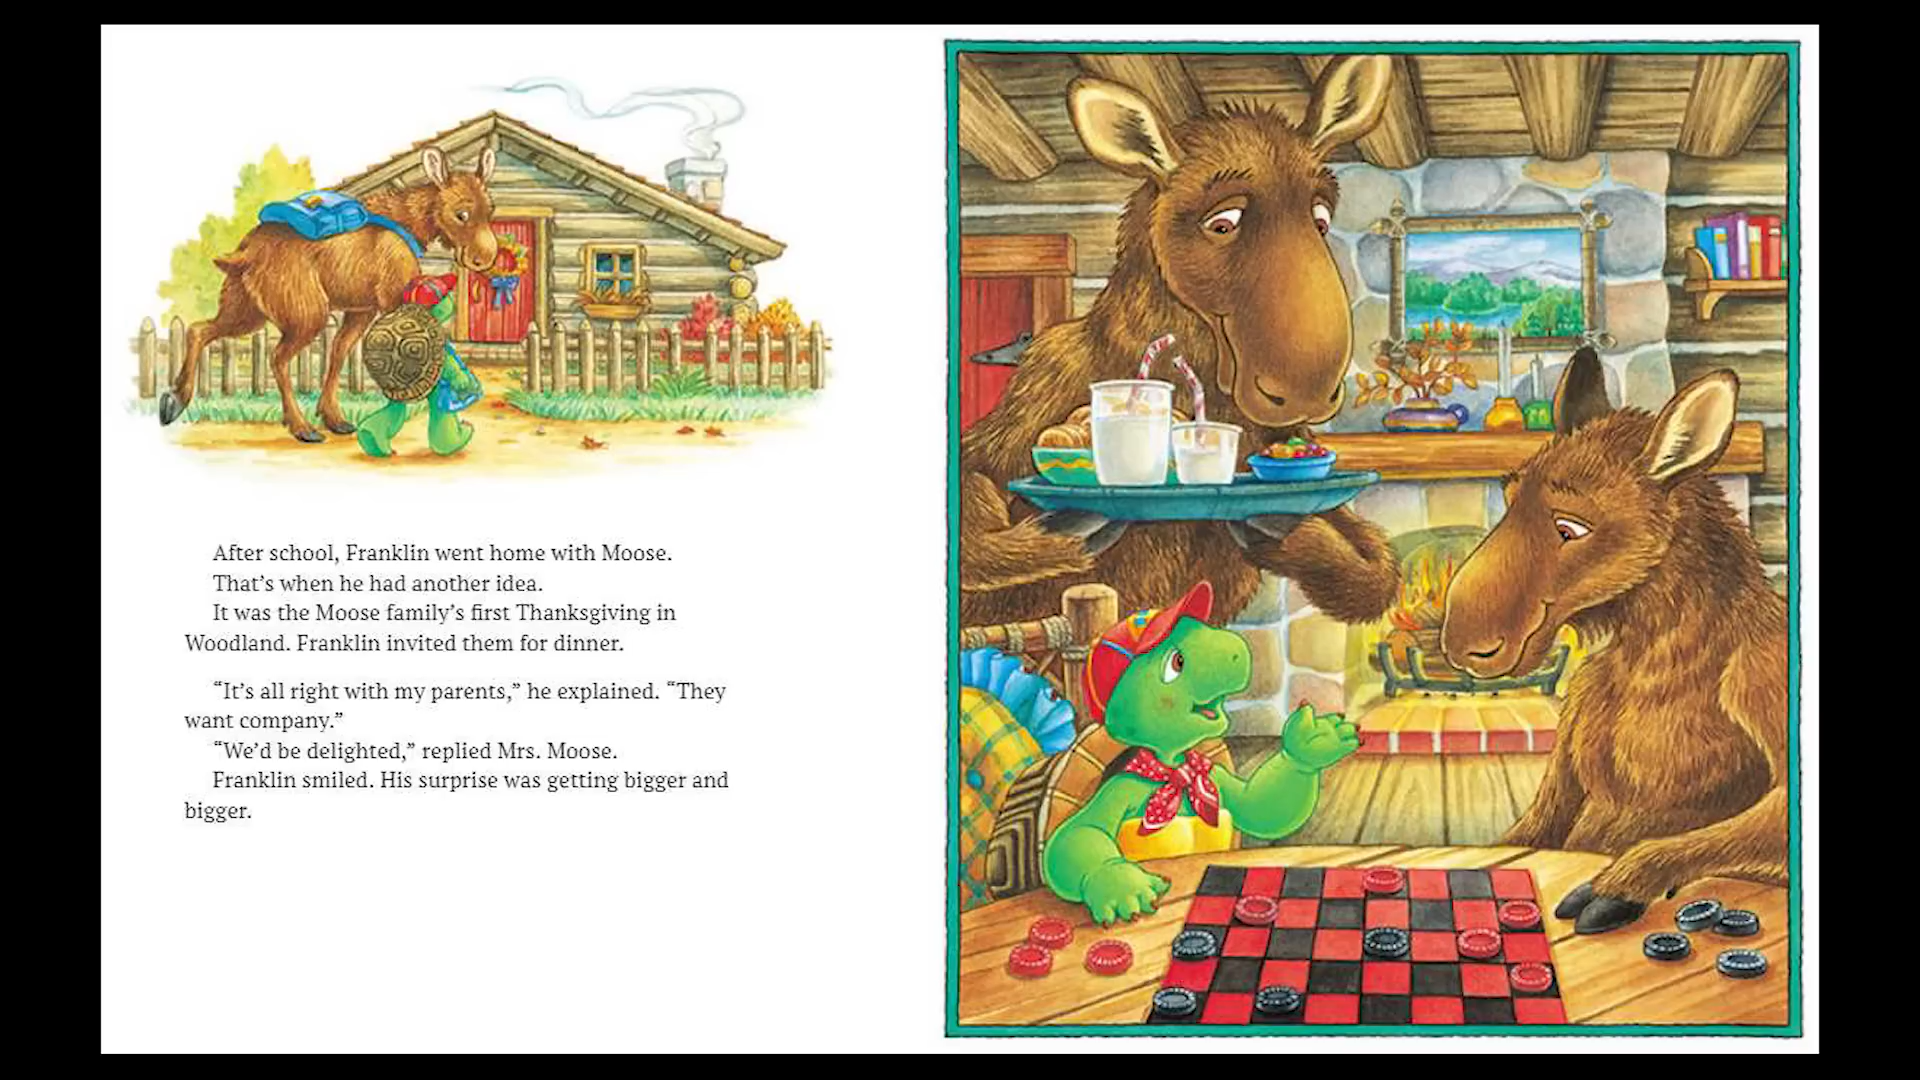 After school, Franklin went home with Moose.
That’s when he had another idea.
It was the Moose family’s first Thanksgiving in
Woodland. Franklin invited them for dinner.
“It’s all right with my parents,” he explained. “They
want company.”
“We’d be delighted,” replied Mrs. Moose.
Franklin smiled. His surprise was getting bigger and
bigger.